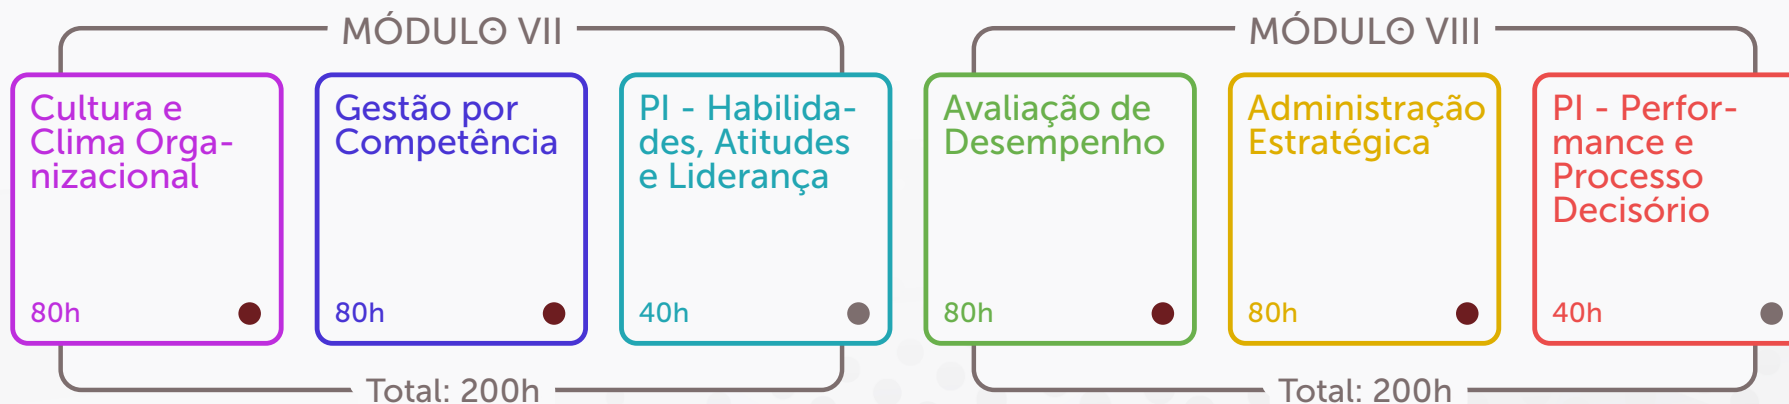 MÓDULO VII
Cultura e
Clima Orga-
nizacional
80h
Gestão por
Competência
80h
PI - Habilida-
des, Atitudes
e Liderança
40h
Total: 200h
MÓDULO VIII
Avaliação de
Desempenho
80h
Administração
Estratégica
80h
PI - Perfor-
mance e
Processo
Decisório
40h
Total: 200h